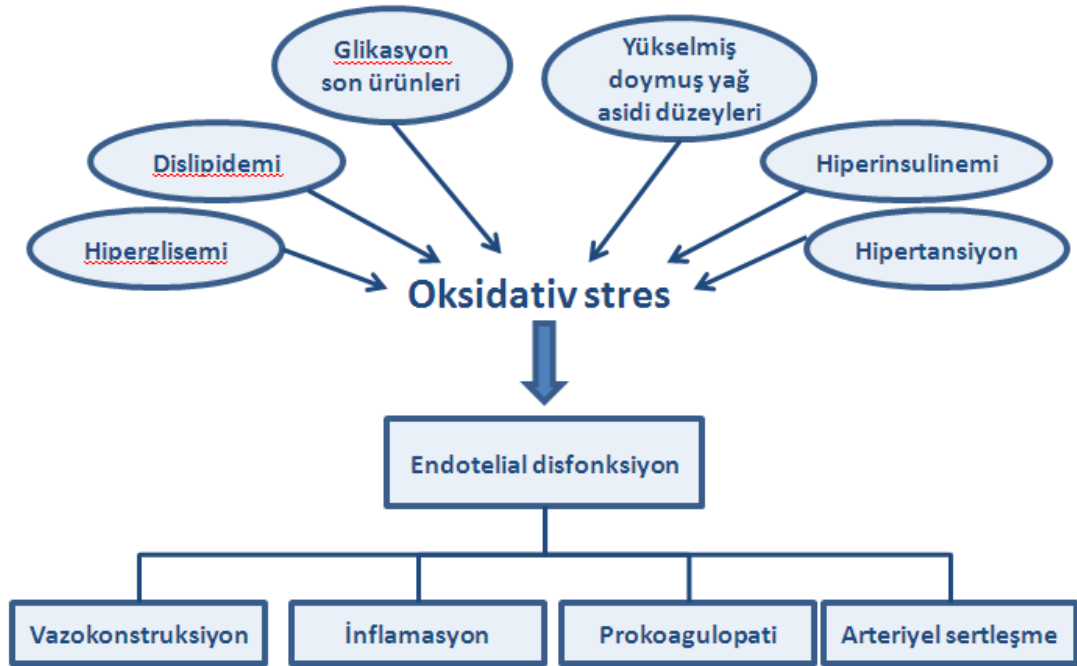 Glikasyon
son ürünleri
Yükselmiş
doymuş yağ
asidi düzeyleri
Dislipidemi
Hiperinsulinemi
Hiperglisemi
Hipertansiyon
Oksidativ stres
Endotelial disfonksiyon
Vazokonstruksiyon
İnflamasyon
Prokoagulopati
Arteriyel sertleşme